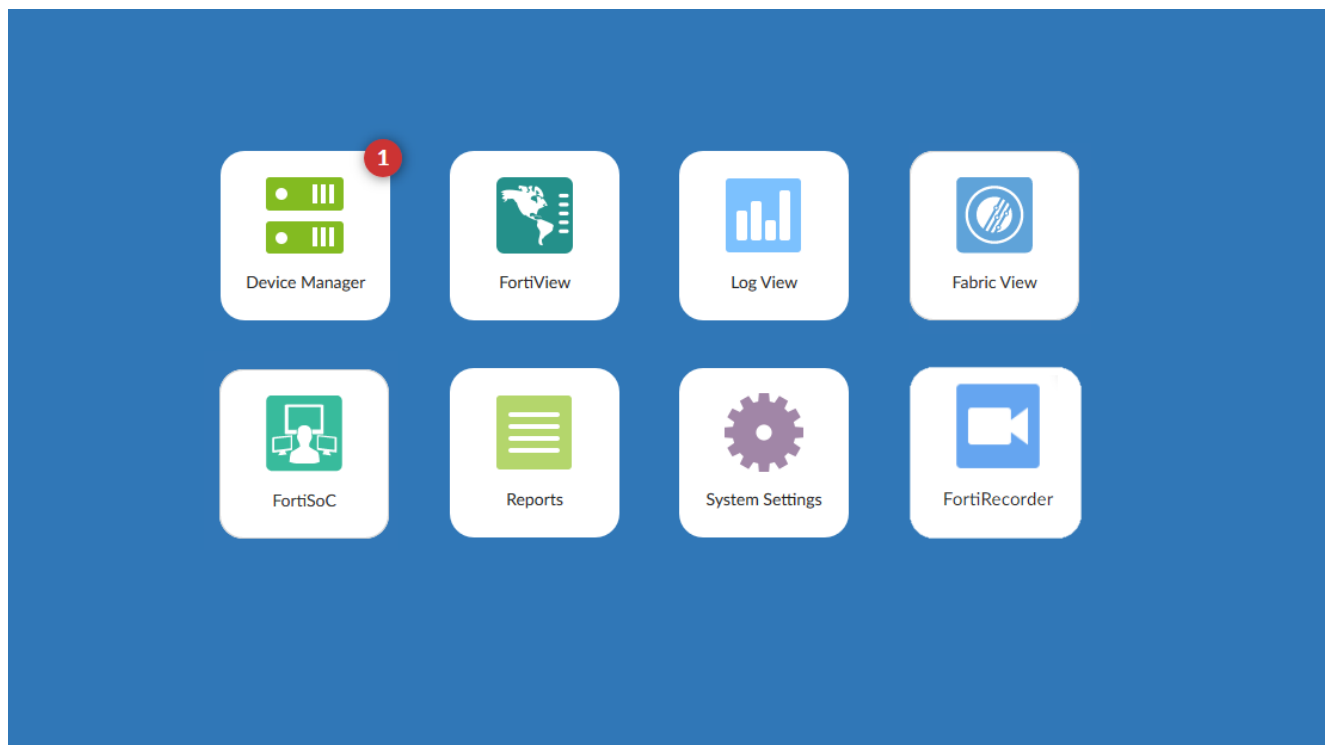 1
Device Manager
FortiView
Log View
Fabric View
FortiSoC
Reports
System Settings
FortiRecorder